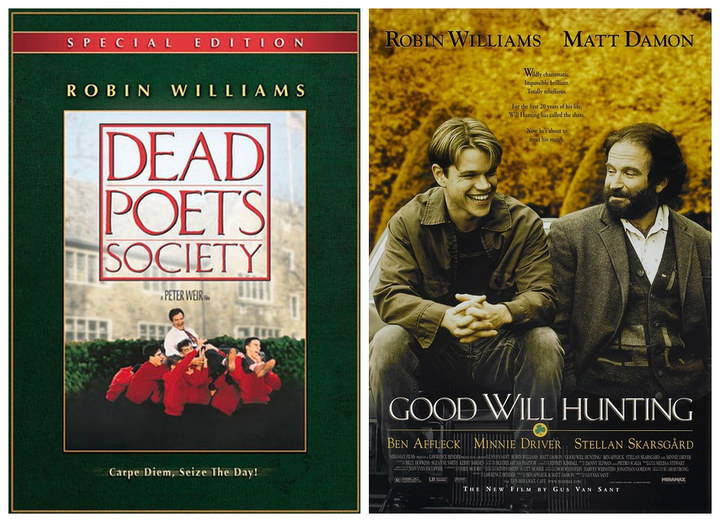 SPECIAL EDITION
ROBIN WILLIAMS
DEAD
POETS
SOCIETY
A PETER WEIR FILM
Carpe Diem, Seize The Day!
ROBIN WILLIAMS MATT DAMON
Wildly charismatic.
Impossibly brilliant.
Totally rebellious.
For the first 20 years of his life,
Will Hunting has called the shots.
Now he's about to
meet his match.
GOOD WILL HUNTING
BEN AFFLECK MINNIE DRIVER STELLAN SKARSGÅRD
THE NEW FILM BY GUS VAN SANT
MIRAMAX